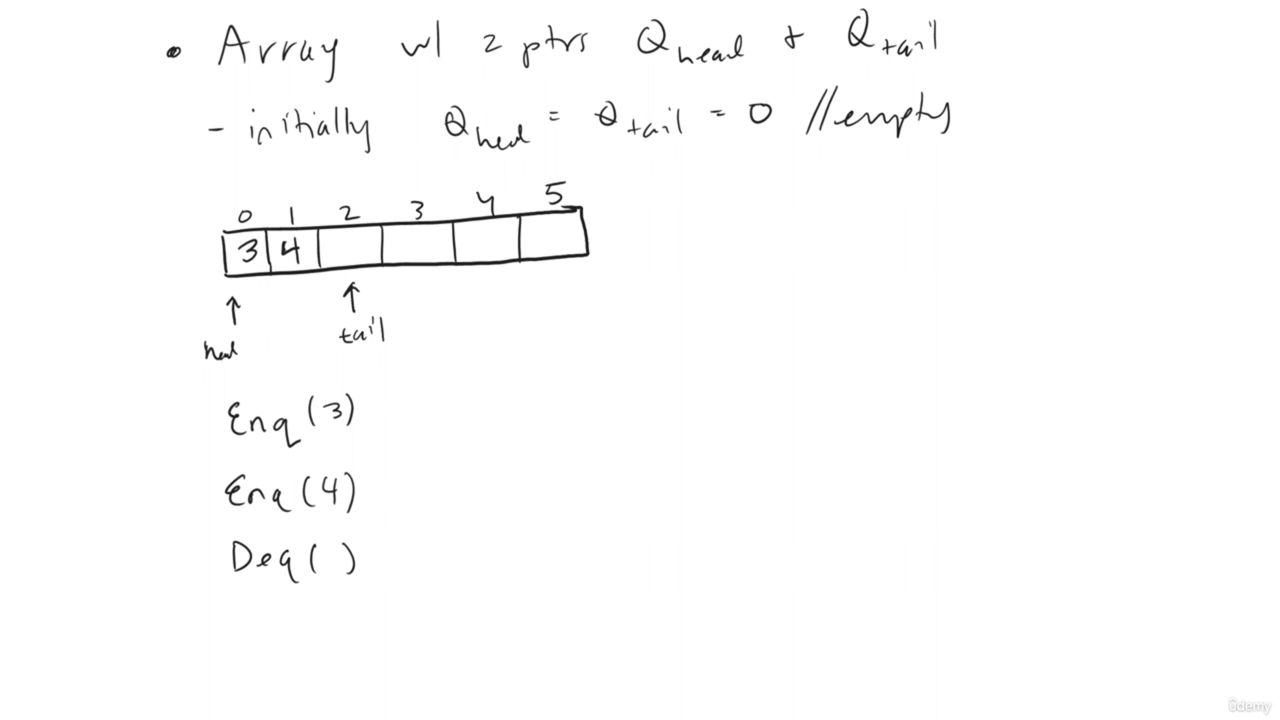 • Array w/ 2 ptrs Qhead + Qtail
- initially Qhead = Qtail = 0 //empty
0 1 2 3 4 5
3 4
↑ ↑
head tail
Enq (3)
Enq (4)
Deq ( )
ûdemy